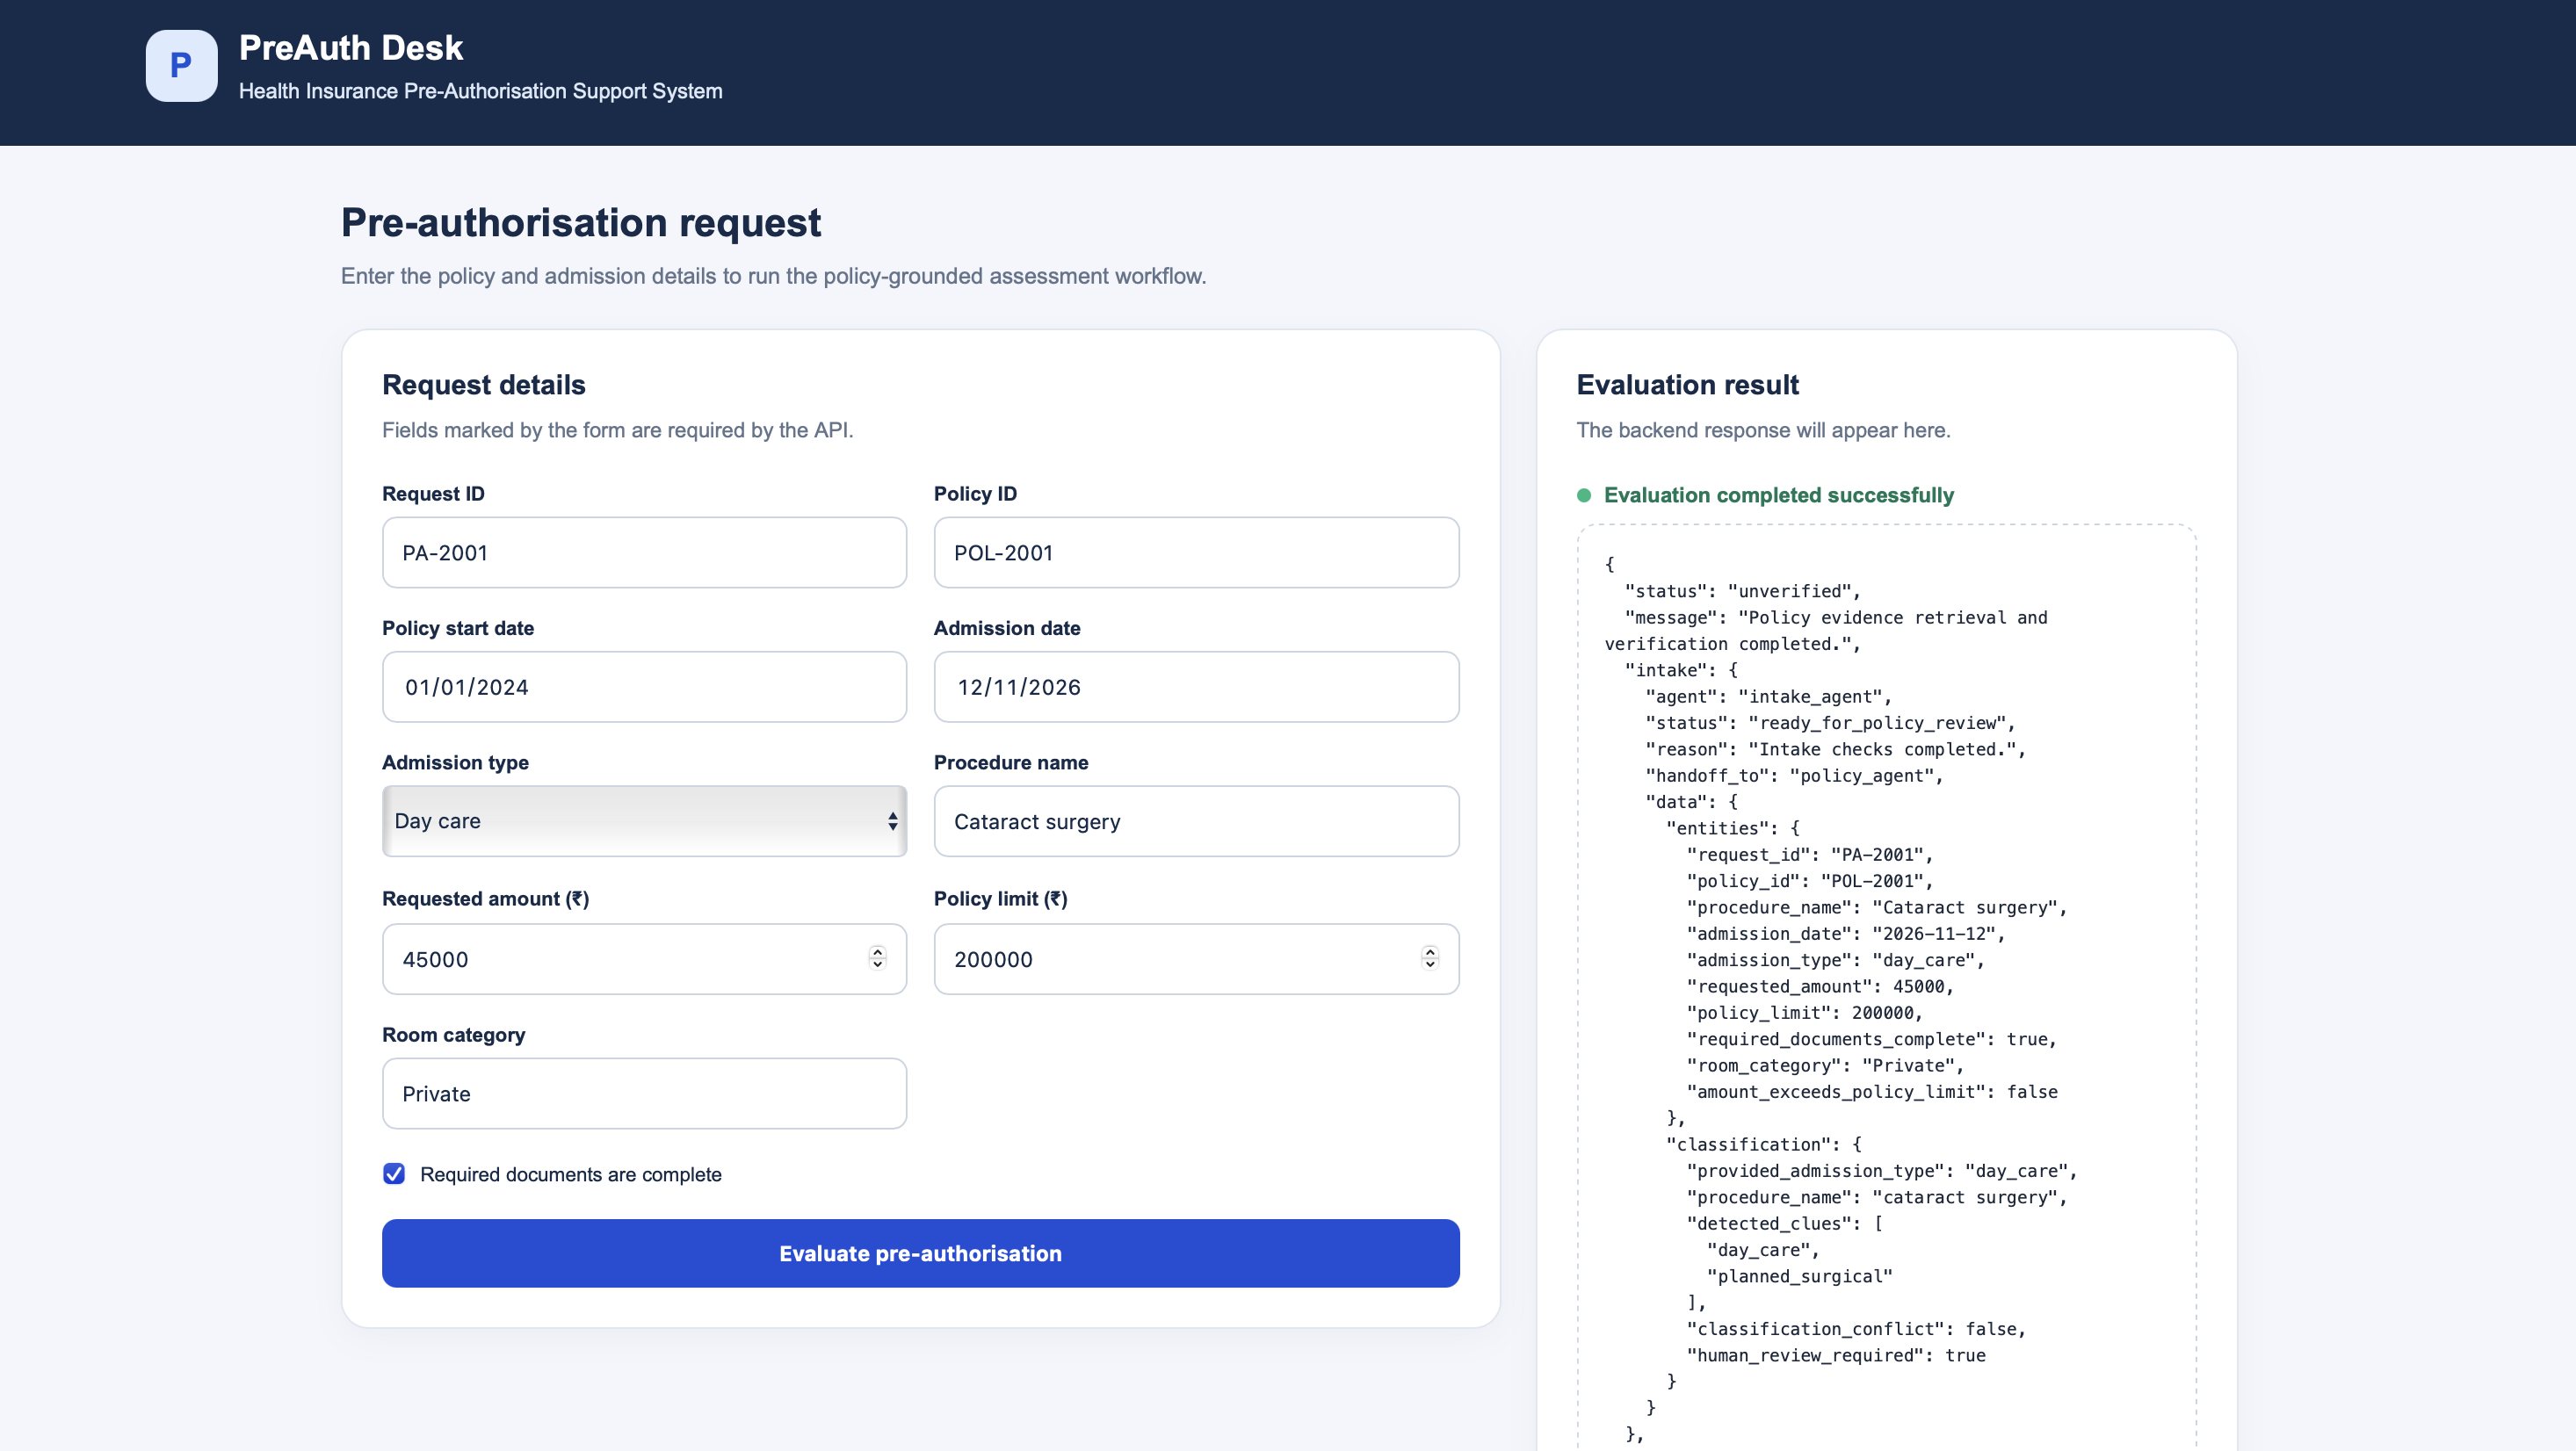 P
PreAuth Desk
Health Insurance Pre-Authorisation Support System
Pre-authorisation request
Enter the policy and admission details to run the policy-grounded assessment workflow.
Request details
Fields marked by the form are required by the API.
Request ID
PA-2001
Policy ID
POL-2001
Policy start date
01/01/2024
Admission date
12/11/2026
Admission type
Day care
Procedure name
Cataract surgery
Requested amount (₹)
45000
Policy limit (₹)
200000
Room category
Private
Required documents are complete
Evaluate pre-authorisation
Evaluation result
The backend response will appear here.
Evaluation completed successfully
{
  "status": "unverified",
  "message": "Policy evidence retrieval and
verification completed.",
  "intake": {
    "agent": "intake_agent",
    "status": "ready_for_policy_review",
    "reason": "Intake checks completed.",
    "handoff_to": "policy_agent",
    "data": {
      "entities": {
        "request_id": "PA-2001",
        "policy_id": "POL-2001",
        "procedure_name": "Cataract surgery",
        "admission_date": "2026-11-12",
        "admission_type": "day_care",
        "requested_amount": 45000,
        "policy_limit": 200000,
        "required_documents_complete": true,
        "room_category": "Private",
        "amount_exceeds_policy_limit": false
      },
      "classification": {
        "provided_admission_type": "day_care",
        "procedure_name": "cataract surgery",
        "detected_clues": [
          "day_care",
          "planned_surgical"
        ],
        "classification_conflict": false,
        "human_review_required": true
      }
    }
  },